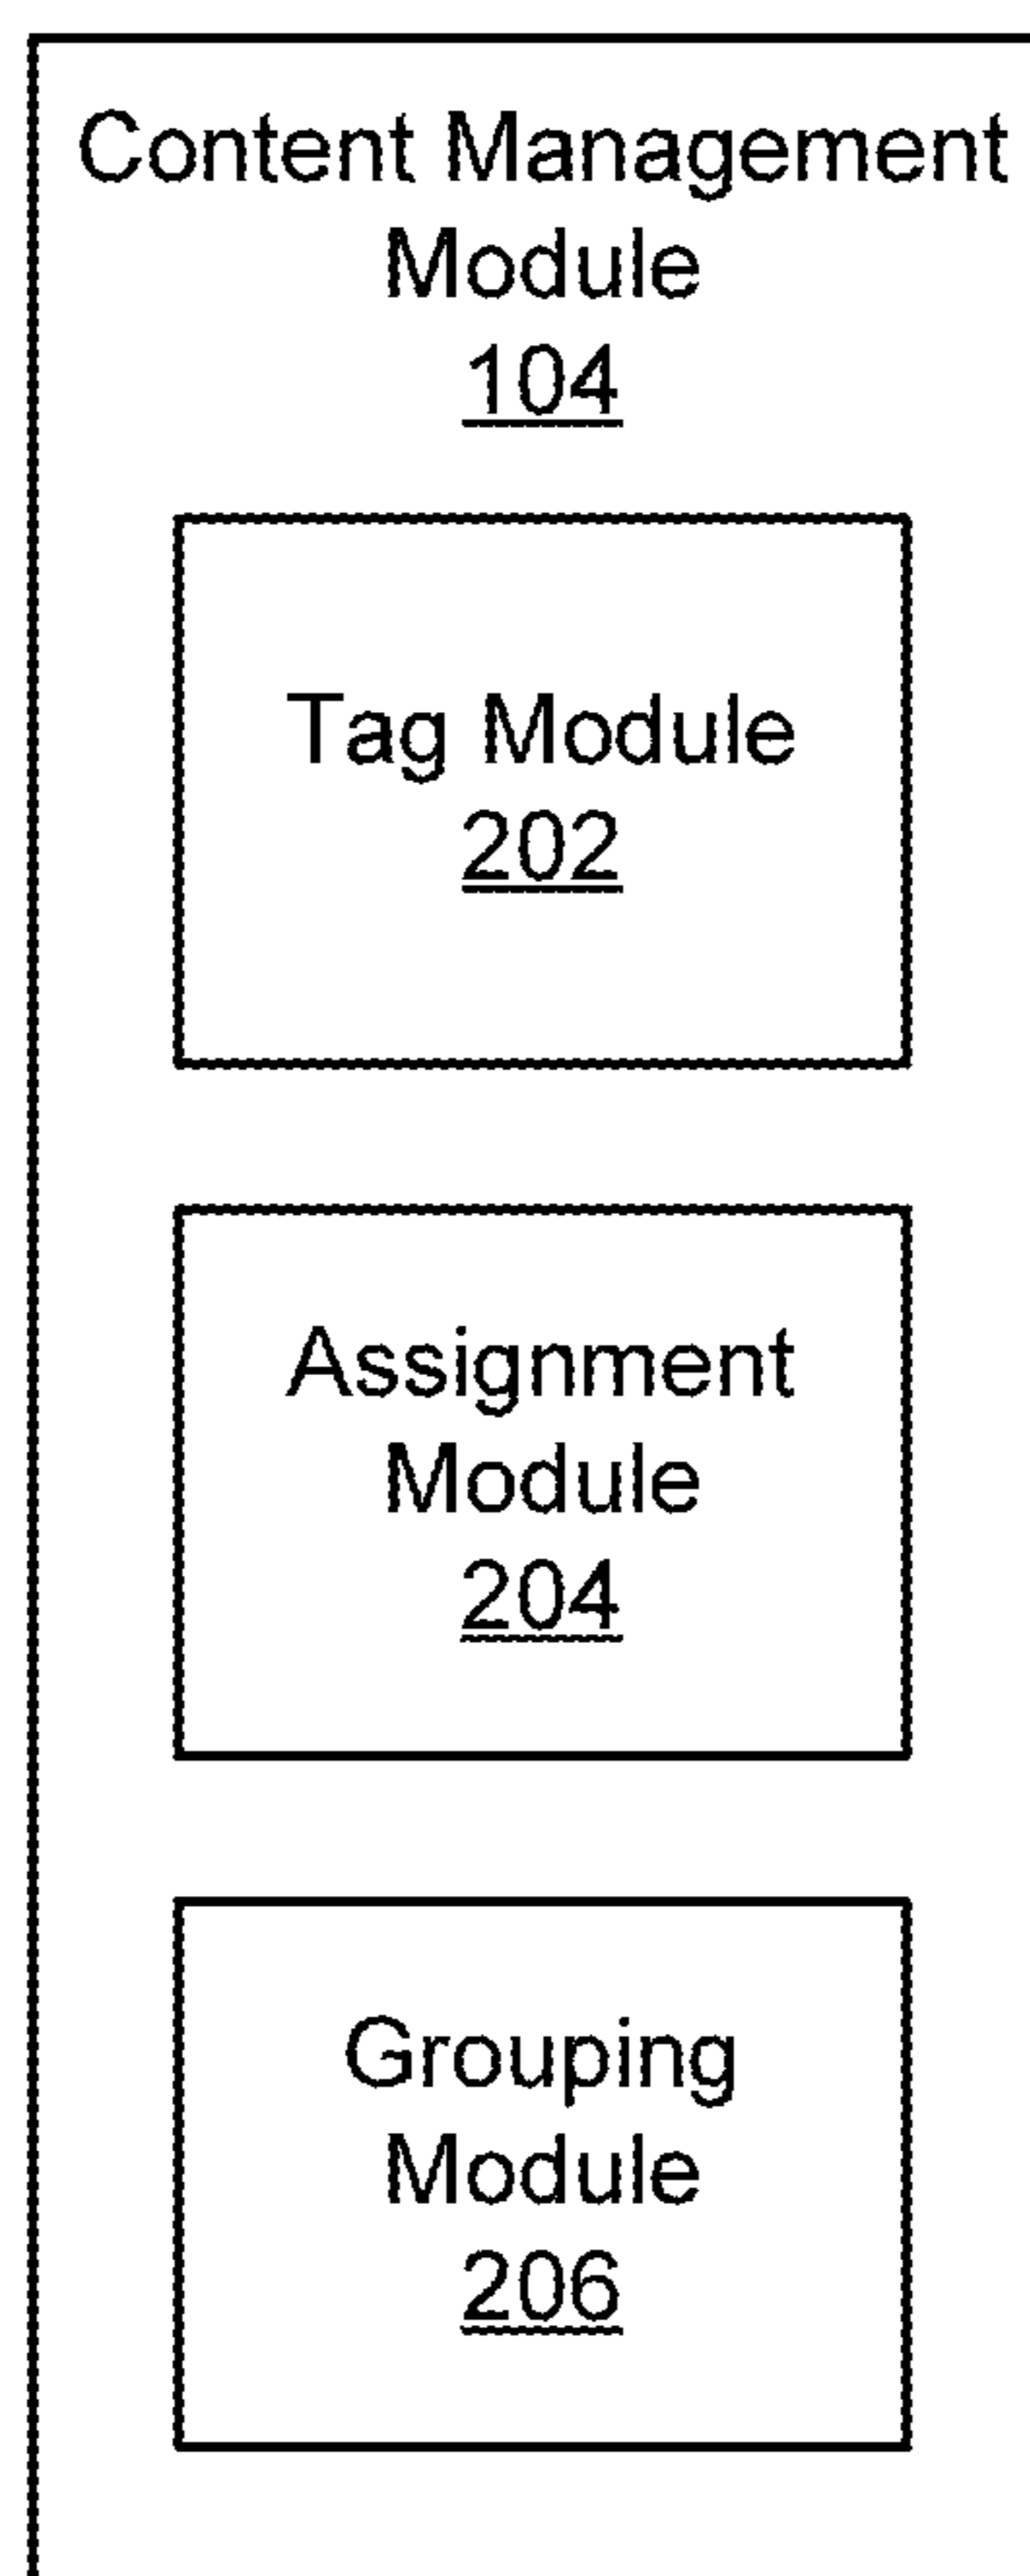 Content Management
Module
104
Tag Module
202
Assignment
Module
204
Grouping
Module
206